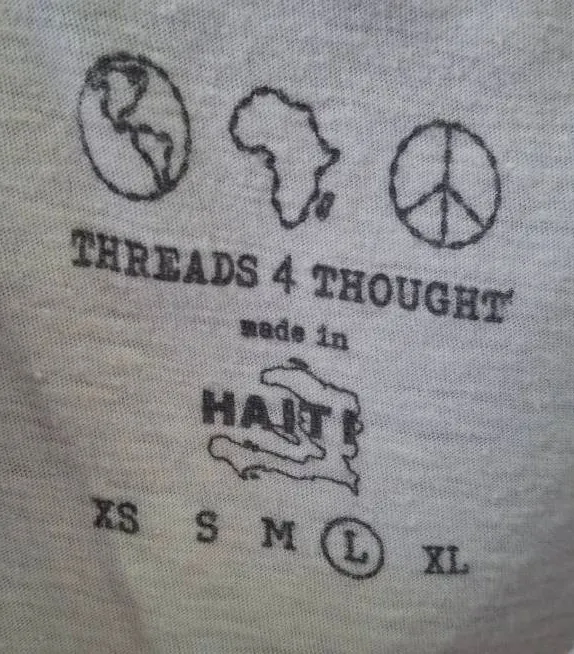 THREADS 4 THOUGHT
made in
HAITI
XS S M L XL